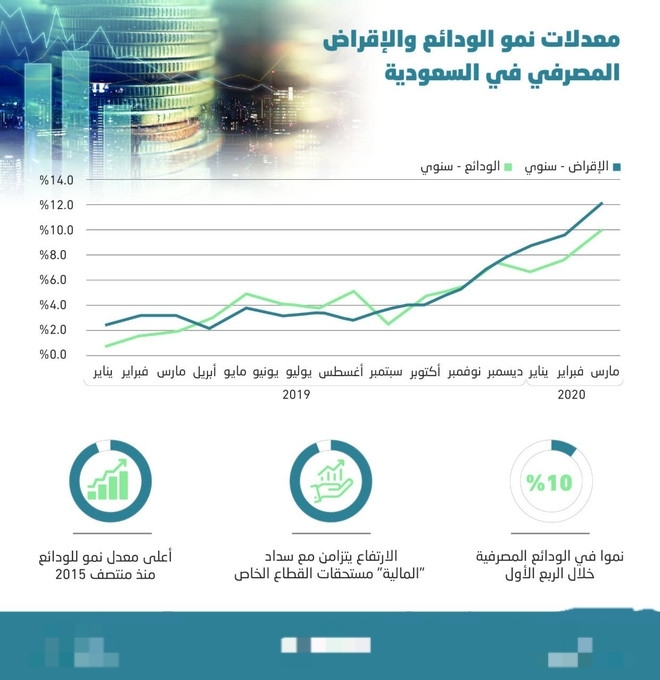 معدلات نمو الودائع والإقراض
المصرفي في السعودية
الإقراض - سنوي
الودائع - سنوي
%14.0
%12.0
%10.0
%8.0
%6.0
%4.0
%2.0
%0.0
يناير فبراير مارس أبريل مايو يونيو يوليو أغسطس سبتمبر أكتوبر نوفمبر ديسمبر يناير فبراير مارس
2019 2020
%10
نموا في الودائع المصرفية
خلال الربع الأول
الارتفاع يتزامن مع سداد
"المالية" مستحقات القطاع الخاص
أعلى معدل نمو للودائع
منذ منتصف 2015